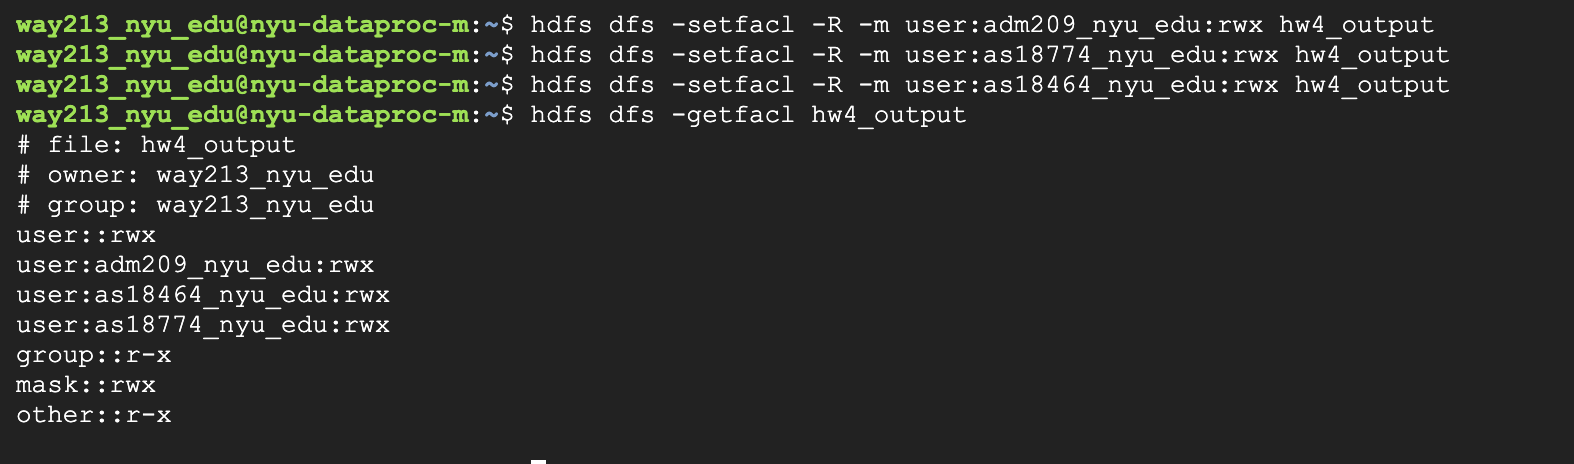 way213_nyu_edu@nyu-dataproc-m:~$ hdfs dfs -setfacl -R -m user:adm209_nyu_edu:rwx hw4_output
way213_nyu_edu@nyu-dataproc-m:~$ hdfs dfs -setfacl -R -m user:as18774_nyu_edu:rwx hw4_output
way213_nyu_edu@nyu-dataproc-m:~$ hdfs dfs -setfacl -R -m user:as18464_nyu_edu:rwx hw4_output
way213_nyu_edu@nyu-dataproc-m:~$ hdfs dfs -getfacl hw4_output
# file: hw4_output
# owner: way213_nyu_edu
# group: way213_nyu_edu
user::rwx
user:adm209_nyu_edu:rwx
user:as18464_nyu_edu:rwx
user:as18774_nyu_edu:rwx
group::r-x
mask::rwx
other::r-x